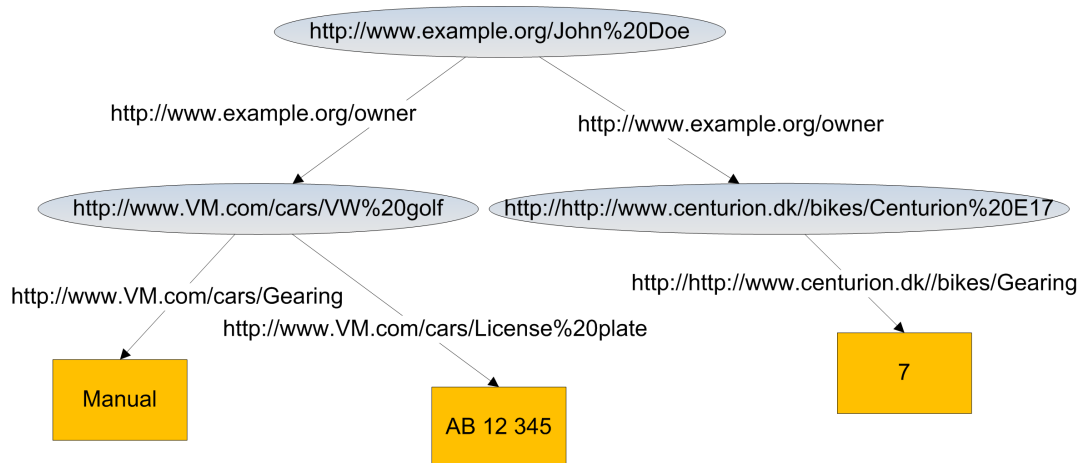 http://www.example.org/John%20Doe
http://www.example.org/owner
http://www.example.org/owner
http://www.VM.com/cars/VW%20golf
http://http://www.centurion.dk//bikes/Centurion%20E17
http://www.VM.com/cars/Gearing
http://http://www.centurion.dk//bikes/Gearing
http://www.VM.com/cars/License%20plate
Manual
7
AB 12 345